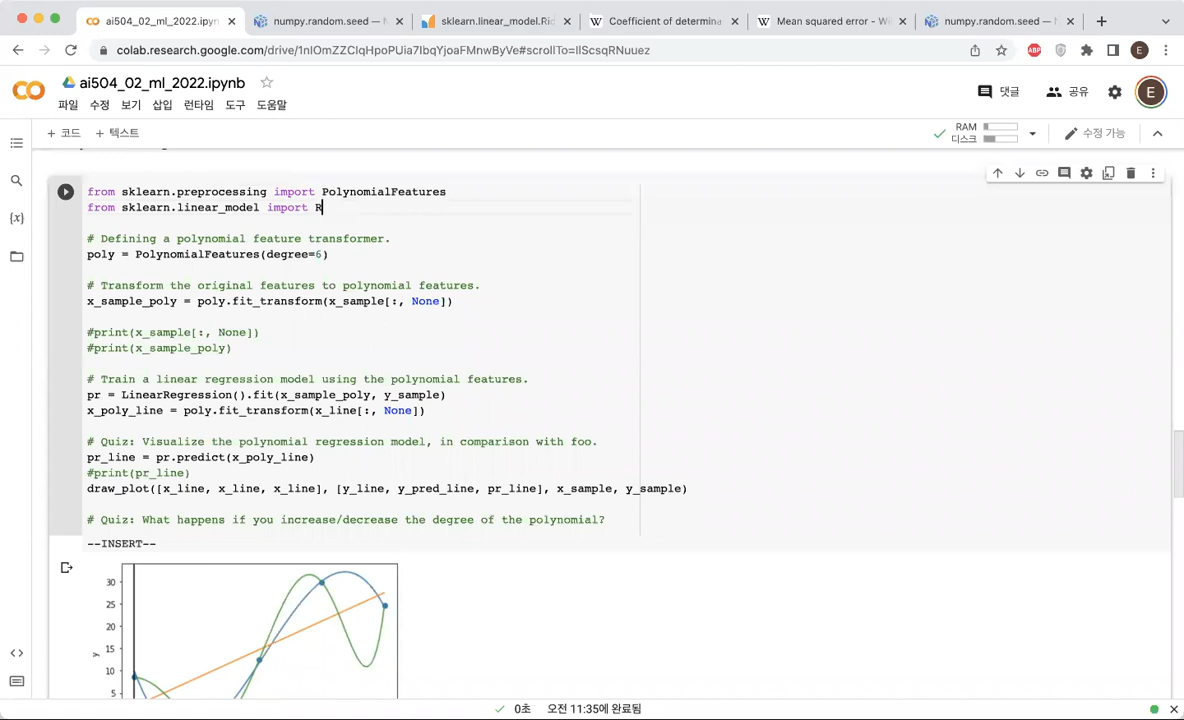 ai504_02_ml_2022.ipynb
numpy.random.seed — N
sklearn.linear_model.Rid
Coefficient of determina
Mean squared error - Wi
numpy.random.seed — N
colab.research.google.com/drive/1nIOmZZClqHpoPUia7IbqYjoaFMnwByVe#scrollTo=IlScsqRNuuez
ABP
E
ai504_02_ml_2022.ipynb
댓글
공유
E
파일 수정 보기 삽입 런타임 도구 도움말
+ 코드 + 텍스트
RAM
디스크
수정 가능
{x}
from sklearn.preprocessing import PolynomialFeatures
from sklearn.linear_model import R
# Defining a polynomial feature transformer.
poly = PolynomialFeatures(degree=6)
# Transform the original features to polynomial features.
x_sample_poly = poly.fit_transform(x_sample[:, None])
#print(x_sample[:, None])
#print(x_sample_poly)
# Train a linear regression model using the polynomial features.
pr = LinearRegression().fit(x_sample_poly, y_sample)
x_poly_line = poly.fit_transform(x_line[:, None])
# Quiz: Visualize the polynomial regression model, in comparison with foo.
pr_line = pr.predict(x_poly_line)
#print(pr_line)
draw_plot([x_line, x_line, x_line], [y_line, y_pred_line, pr_line], x_sample, y_sample)
# Quiz: What happens if you increase/decrease the degree of the polynomial?
--INSERT--
30
25
20
15
10
5
y
0초 오전 11:35에 완료됨